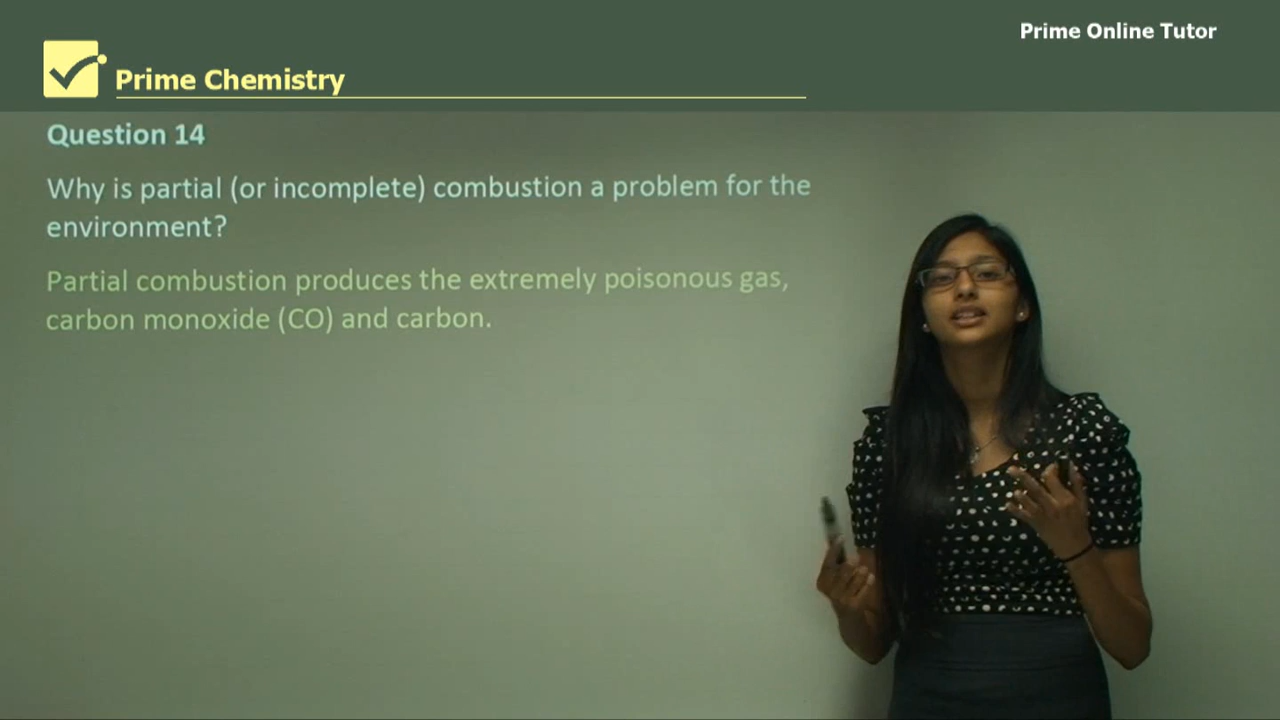 Prime Online Tutor
Prime Chemistry
Question 14
Why is partial (or incomplete) combustion a problem for the
environment?
Partial combustion produces the extremely poisonous gas,
carbon monoxide (CO) and carbon.